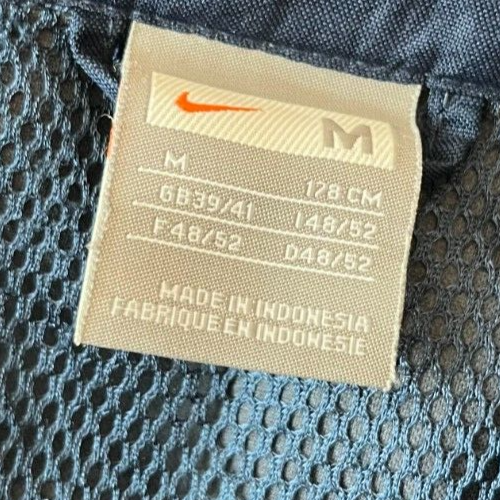 M
M 178 CM
GB39/41 I48/52
F48/52 D48/52
MADE IN INDONESIA
FABRIQUE EN INDONESIE